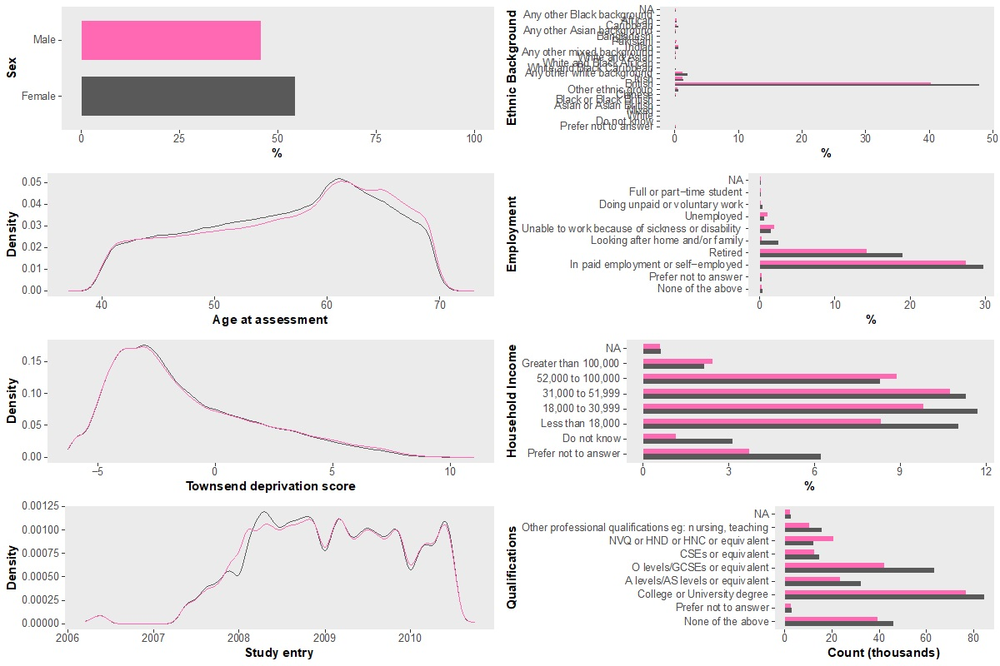 Sex
Male
Female
0 25 50 75 100
%
Ethnic Background
NA
Any other Black background
African
Caribbean
Any other Asian background
Bangladeshi
Pakistani
Indian
Any other mixed background
White and Asian
White and Black African
White and Black Caribbean
Any other white background
Irish
British
Other ethnic group
Chinese
Black or Black British
Asian or Asian British
Mixed
White
Do not know
Prefer not to answer
0 10 20 30 40 50
%
Density
0.05
0.04
0.03
0.02
0.01
0.00
40 50 60 70
Age at assessment
Employment
NA
Full or part−time student
Doing unpaid or voluntary work
Unemployed
Unable to work because of sickness or disability
Looking after home and/or family
Retired
In paid employment or self−employed
Prefer not to answer
None of the above
0 10 20 30
%
Density
0.15
0.10
0.05
0.00
−5 0 5 10
Townsend deprivation score
Household Income
NA
Greater than 100,000
52,000 to 100,000
31,000 to 51,999
18,000 to 30,999
Less than 18,000
Do not know
Prefer not to answer
0 3 6 9 12
%
Density
0.00125
0.00100
0.00075
0.00050
0.00025
0.00000
2006 2007 2008 2009 2010
Study entry
Qualifications
NA
Other professional qualifications eg: nursing, teaching
NVQ or HND or HNC or equivalent
CSEs or equivalent
O levels/GCSEs or equivalent
A levels/AS levels or equivalent
College or University degree
Prefer not to answer
None of the above
0 20 40 60 80
Count (thousands)